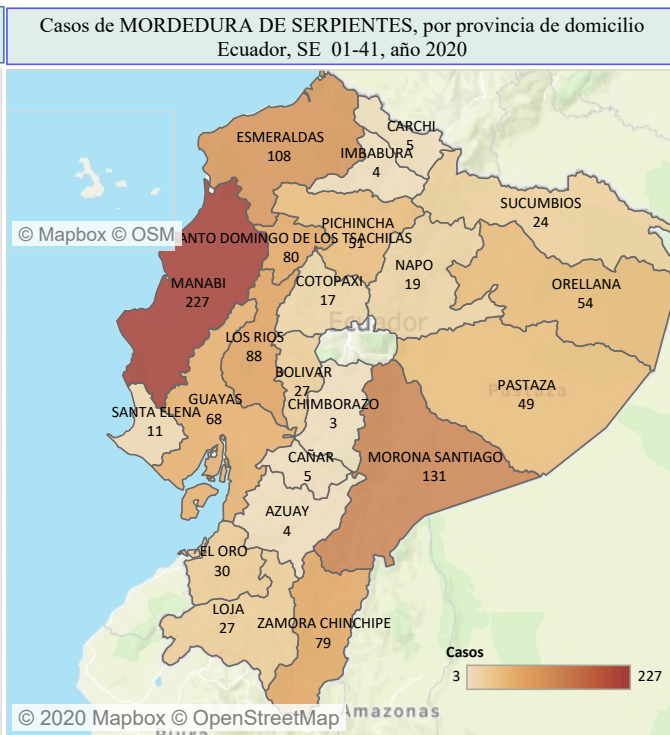 Casos de MORDEDURA DE SERPIENTES, por provincia de domicilio
Ecuador, SE 01-41, año 2020
CARCHI
5
ESMERALDAS
108
IMBABURA
4
SUCUMBIOS
24
PICHINCHA
51
© Mapbox © OSM
ANTO DOMINGO DE LOS TSACHILAS
80
NAPO
19
COTOPAXI
17
MANABI
227
ORELLANA
54
Ecuador
LOS RIOS
88
BOLIVAR
27
PASTAZA
49
Pastaza
GUAYAS
68
CHIMBORAZO
3
SANTA ELENA
11
CAÑAR
5
MORONA SANTIAGO
131
AZUAY
4
EL ORO
30
LOJA
27
ZAMORA CHINCHIPE
79
Casos
3 227
Amazonas
© 2020 Mapbox © OpenStreetMap